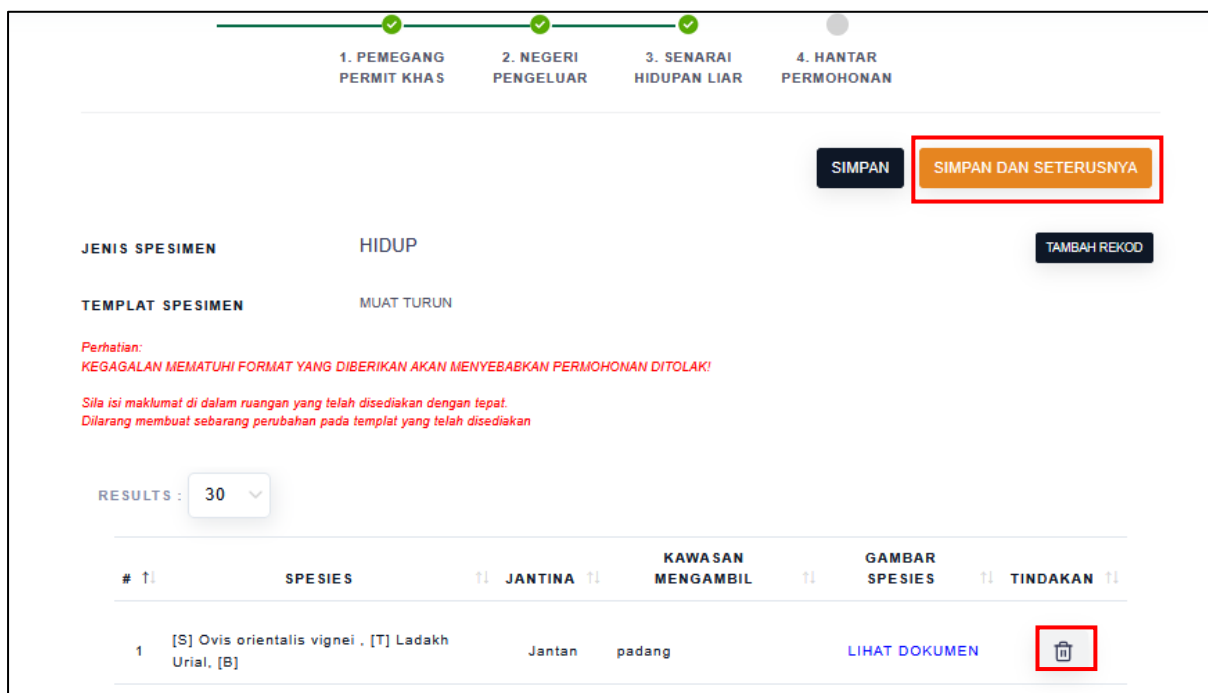 1. PEMEGANG PERMIT KHAS
2. NEGERI PENGELUAR
3. SENARAI HIDUPAN LIAR
4. HANTAR PERMOHONAN
SIMPAN
SIMPAN DAN SETERUSNYA
JENIS SPESIMEN HIDUP
TAMBAH REKOD
TEMPLAT SPESIMEN MUAT TURUN
Perhatian:
KEGAGALAN MEMATUHI FORMAT YANG DIBERIKAN AKAN MENYEBABKAN PERMOHONAN DITOLAK!
Sila isi maklumat di dalam ruangan yang telah disediakan dengan tepat.
Dilarang membuat sebarang perubahan pada templat yang telah disediakan
RESULTS : 30
# SPESIES JANTINA KAWASAN MENGAMBIL GAMBAR SPESIES TINDAKAN
1 [S] Ovis orientalis vignei , [T] Ladakh Urial, [B] Jantan padang LIHAT DOKUMEN